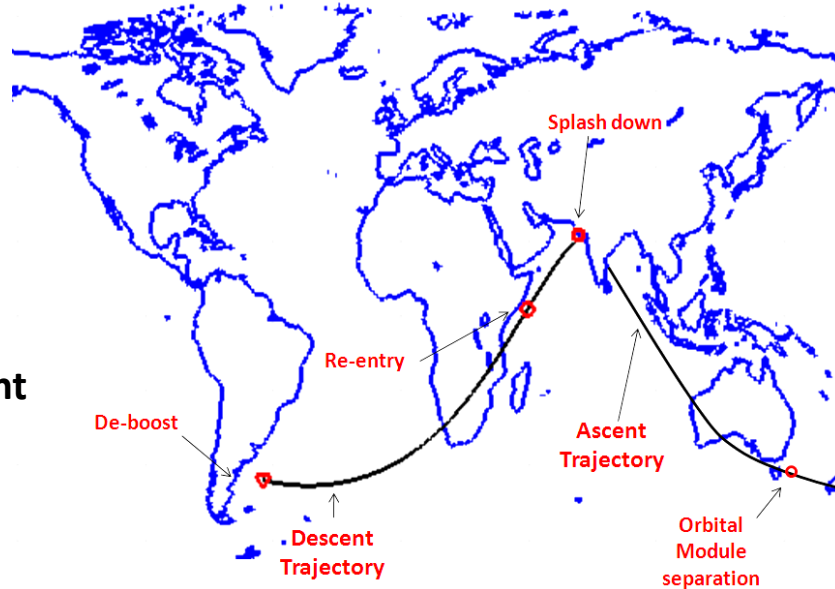 Splash down
Re-entry
nt
De-boost
Ascent
Trajectory
Descent
Trajectory
Orbital
Module
separation